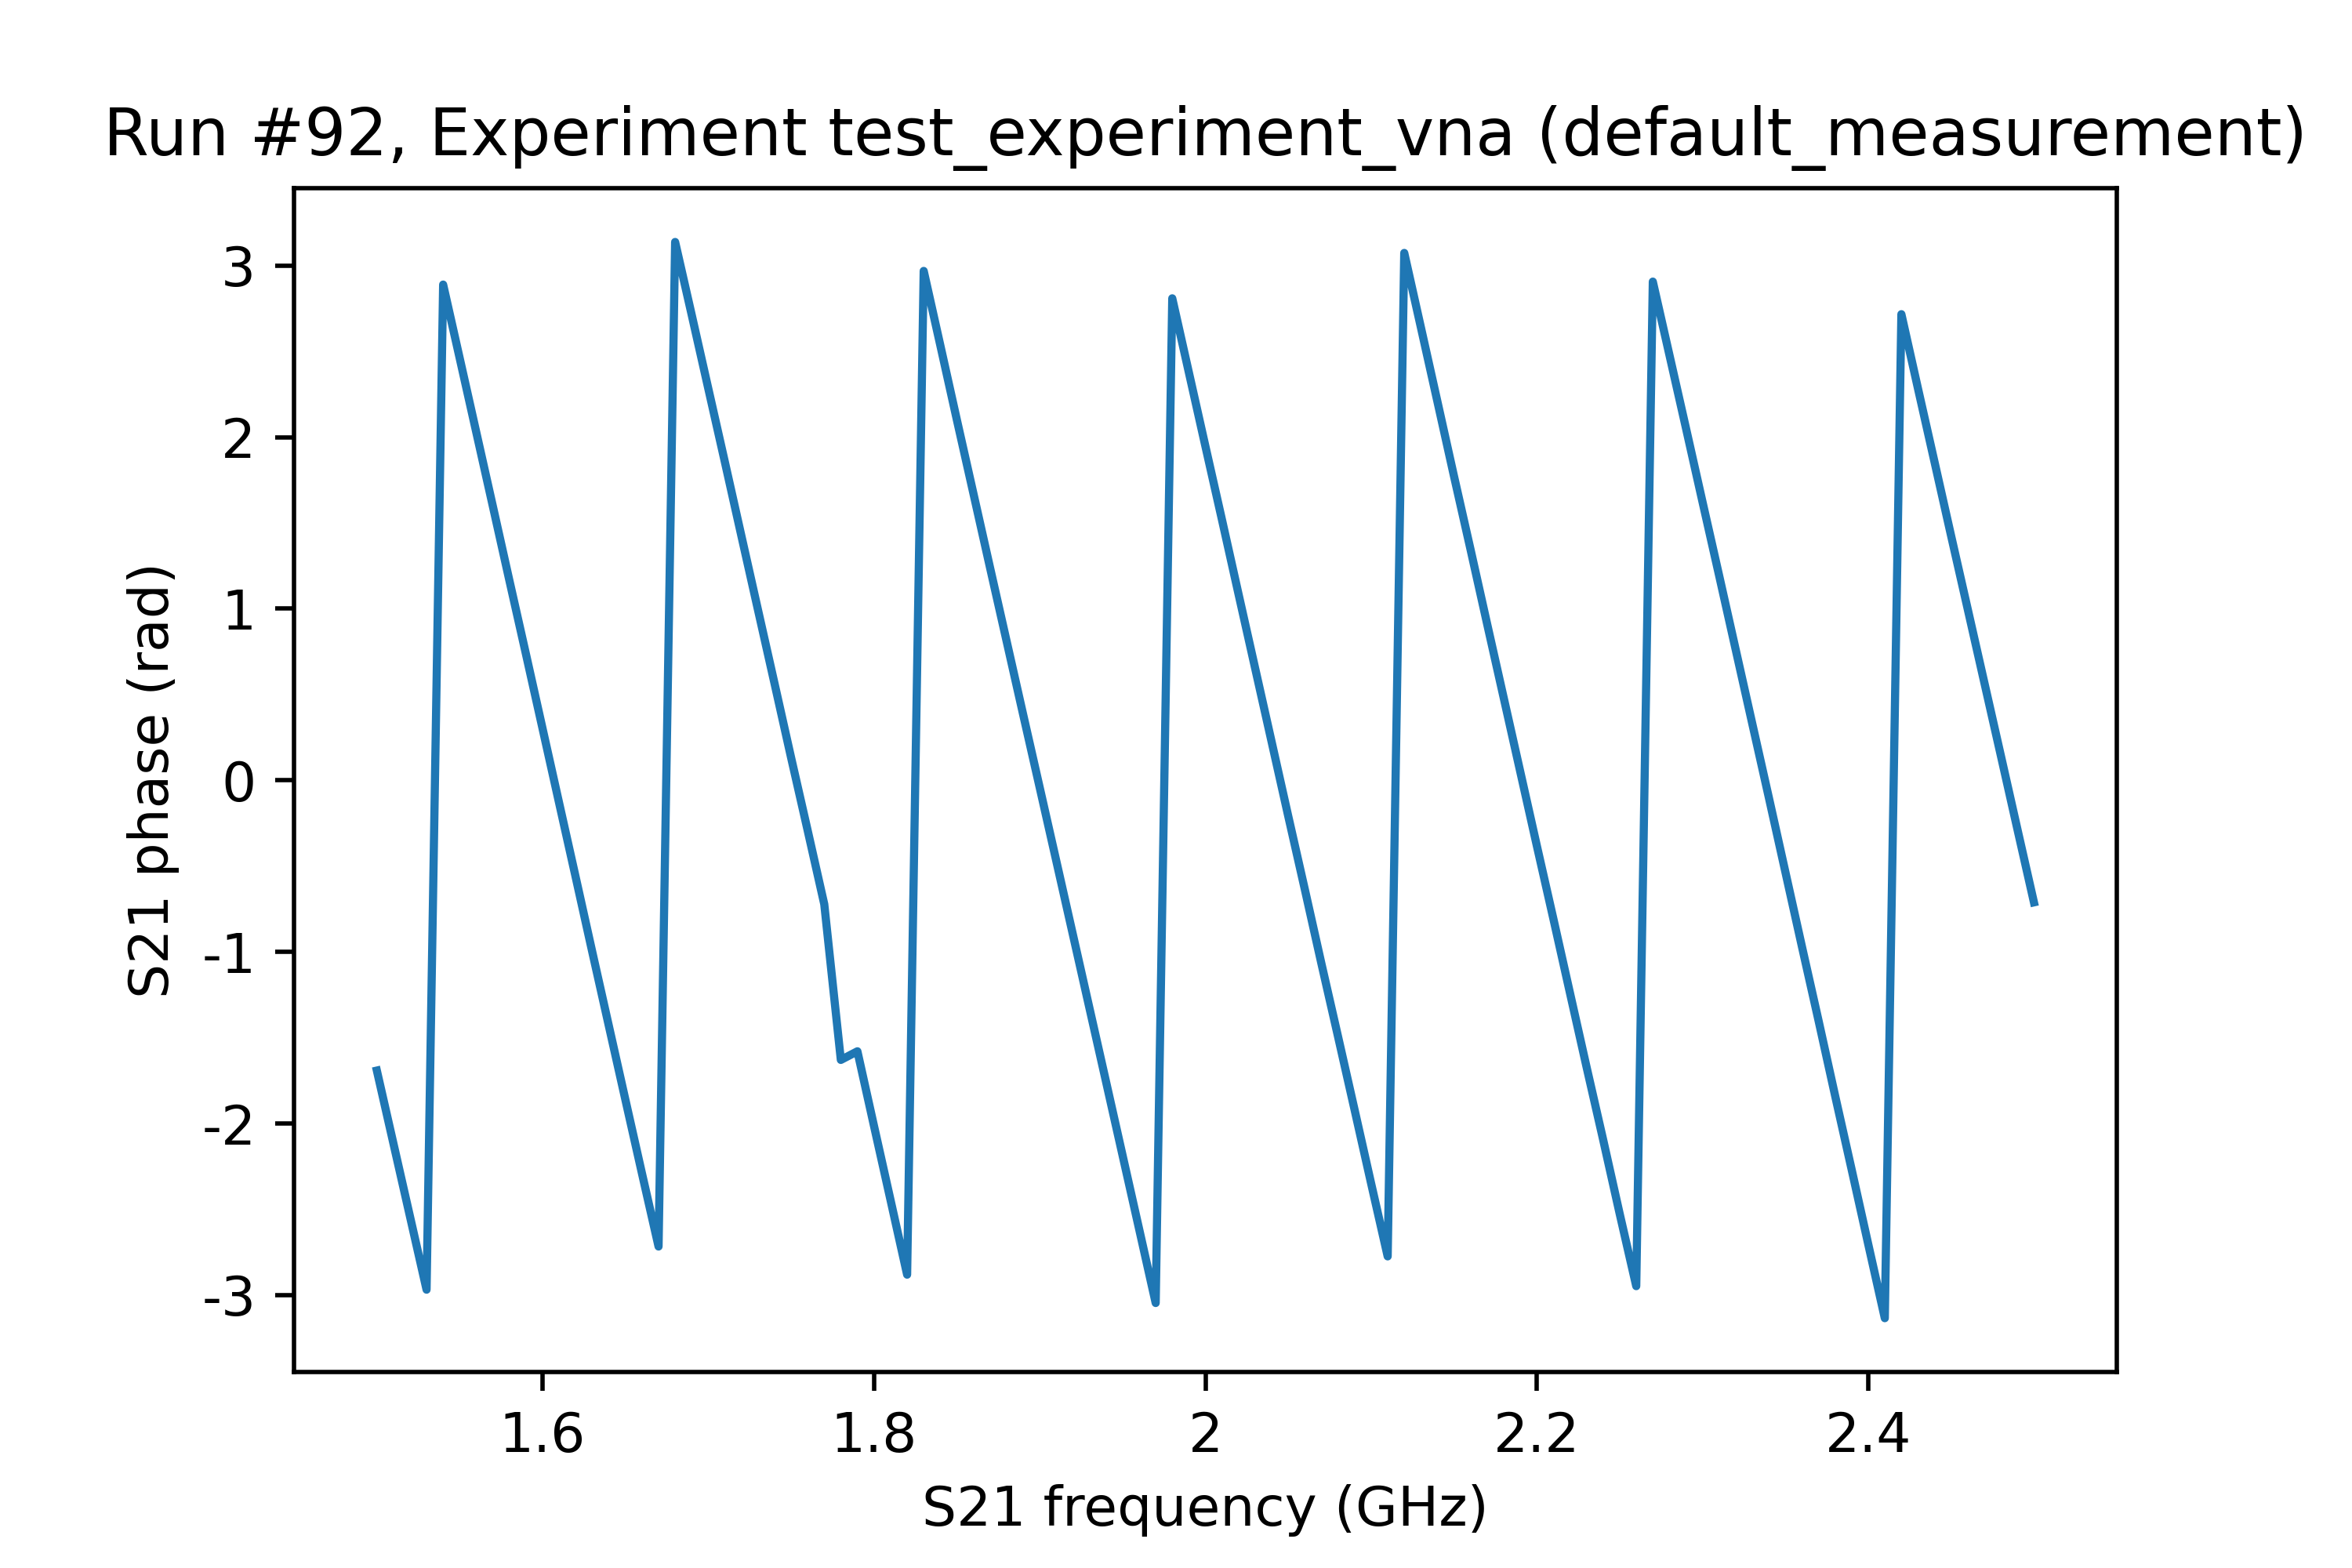 Run #92, Experiment test_experiment_vna (default_measurement)
S21 phase (rad)
3
2
1
0
-1
-2
-3
1.6 1.8 2 2.2 2.4
S21 frequency (GHz)